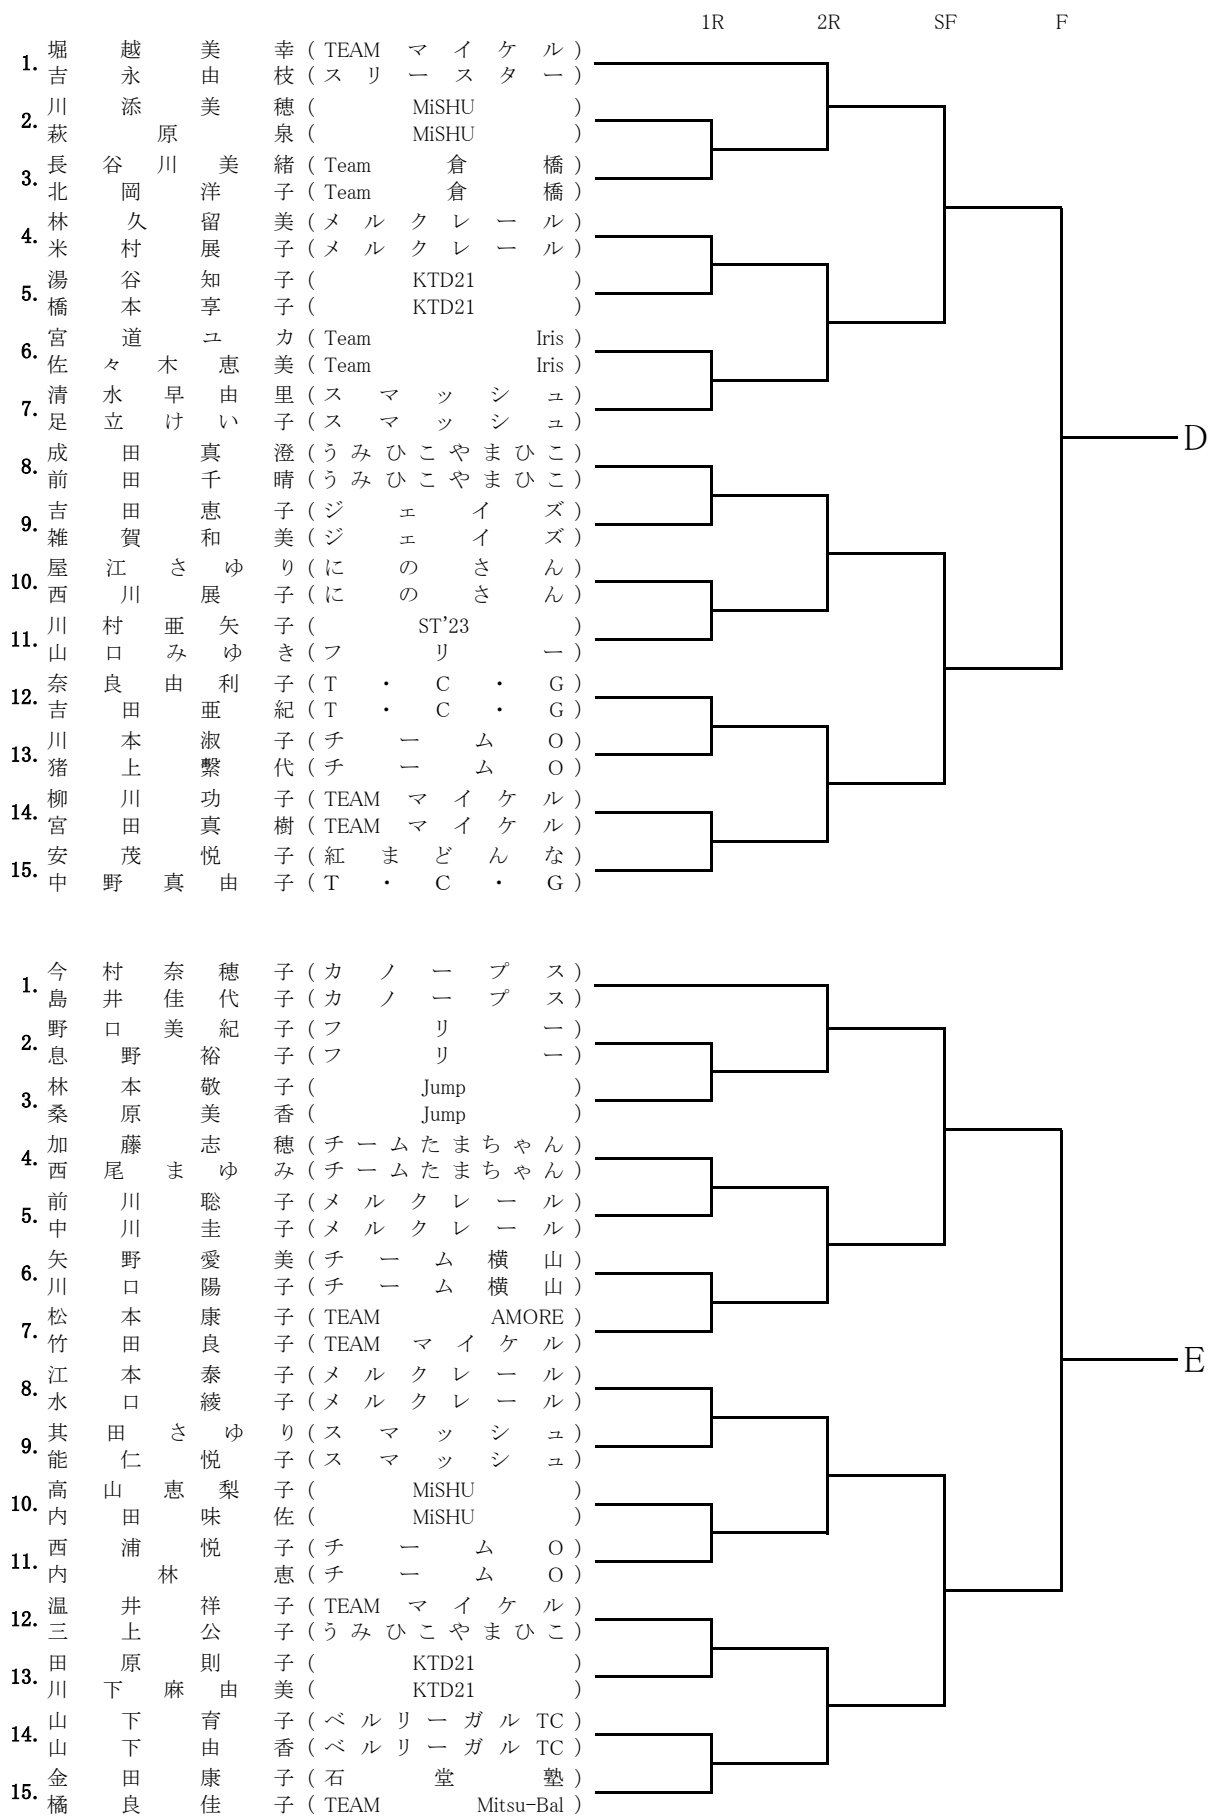 1R 2R SF F
1. 堀越美幸(TEAMマイケル)
吉永由枝(スリースター)
2. 川添美穂(MiSHU)
萩原泉(MiSHU)
3. 長谷川美緒(Team 倉橋)
北岡洋子(Team 倉橋)
4. 林久留美(メルクレール)
米村展子(メルクレール)
5. 湯谷知子(KTD21)
橋本享子(KTD21)
6. 宮道ユカ(Team Iris)
佐々木恵美(Team Iris)
7. 清水早由里(スマッシュ)
足立けい子(スマッシュ)
8. 成田真澄(うみひこやまひこ)
前田千晴(うみひこやまひこ)
9. 吉田恵子(ジェイズ)
雑賀和美(ジェイズ)
10. 屋江さゆり(にのさん)
西川展子(にのさん)
11. 川村亜矢子(ST’23)
山口みゆき(フリー)
12. 奈良由利子(T・C・G)
吉田亜紀(T・C・G)
13. 川本淑子(チームO)
猪上繫代(チームO)
14. 柳川功子(TEAMマイケル)
宮田真樹(TEAMマイケル)
15. 安茂悦子(紅まどんな)
中野真由子(T・C・G)
D
1. 今村奈穂子(カノープス)
島井佳代子(カノープス)
2. 野口美紀子(フリー)
息野裕子(フリー)
3. 林本敬子(Jump)
桑原美香(Jump)
4. 加藤志穂(チームたまちゃん)
西尾まゆみ(チームたまちゃん)
5. 前川聡子(メルクレール)
中川圭子(メルクレール)
6. 矢野愛美(チーム横山)
川口陽子(チーム横山)
7. 松本康子(TEAM AMORE)
竹田良子(TEAMマイケル)
8. 江本泰子(メルクレール)
水口綾子(メルクレール)
9. 其田さゆり(スマッシュ)
能仁悦子(スマッシュ)
10. 高山恵梨子(MiSHU)
内田味佐(MiSHU)
11. 西浦悦子(チームO)
内林恵(チームO)
12. 温井祥子(TEAMマイケル)
三上公子(うみひこやまひこ)
13. 田原則子(KTD21)
川下麻由美(KTD21)
14. 山下育子(ベルリーガルTC)
山下由香(ベルリーガルTC)
15. 金田康子(石堂塾)
橘良佳子(TEAM Mitsu-Bal)
E